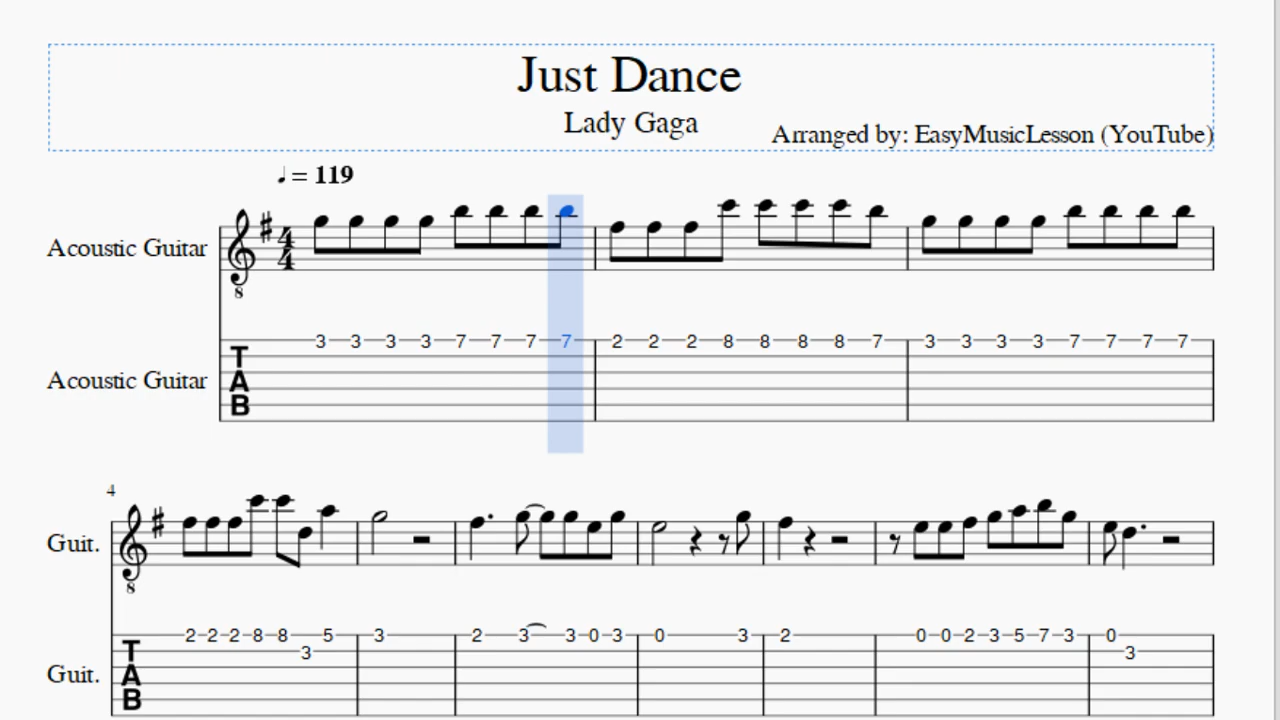 Just Dance
Lady Gaga
Arranged by: EasyMusicLesson (YouTube)
♩ = 119
Acoustic Guitar
4
4
8
Acoustic Guitar
T
A
B
3 3 3 3 7 7 7 7 2 2 2 8 8 8 8 7 3 3 3 3 7 7 7 7
4
Guit.
8
Guit.
T
A
B
2 2 2 8 8 5 3 2 3 3 0 3 0 3 2 0 0 2 3 5 7 3 0
3 3